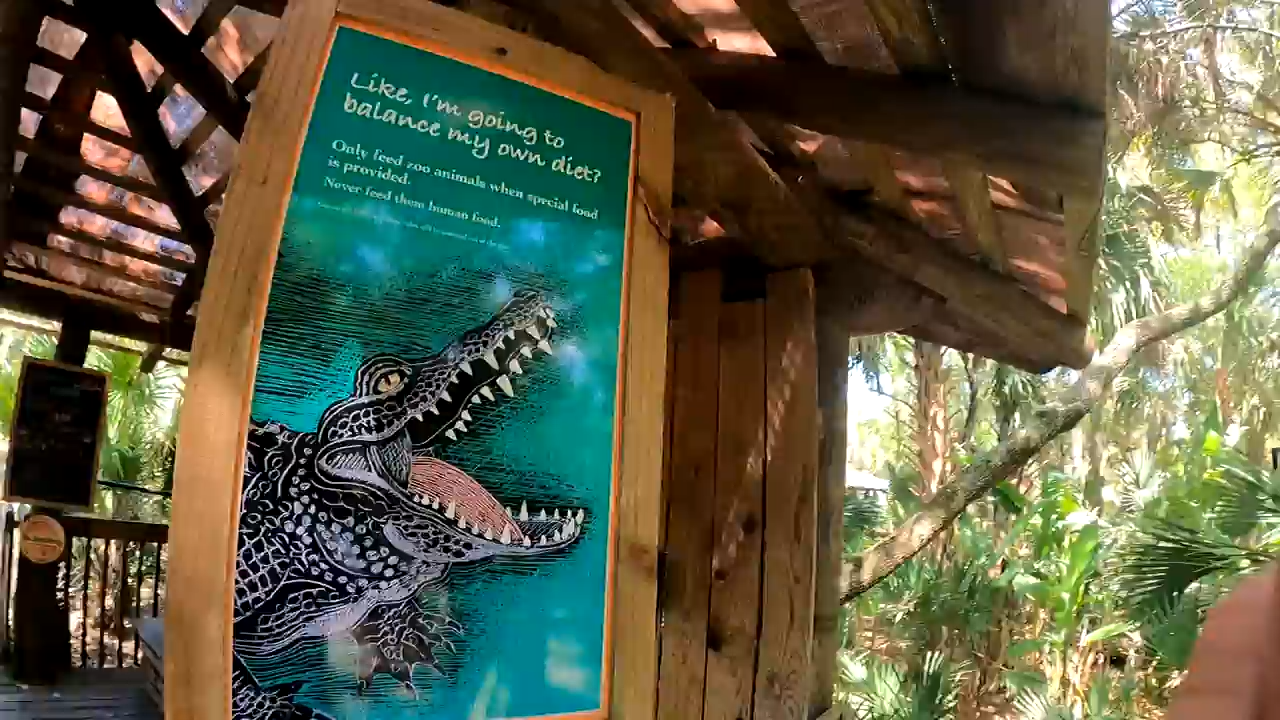 Like, I'm going to
balance my own diet?
Only feed zoo animals when special food
is provided.
Never feed them human food.